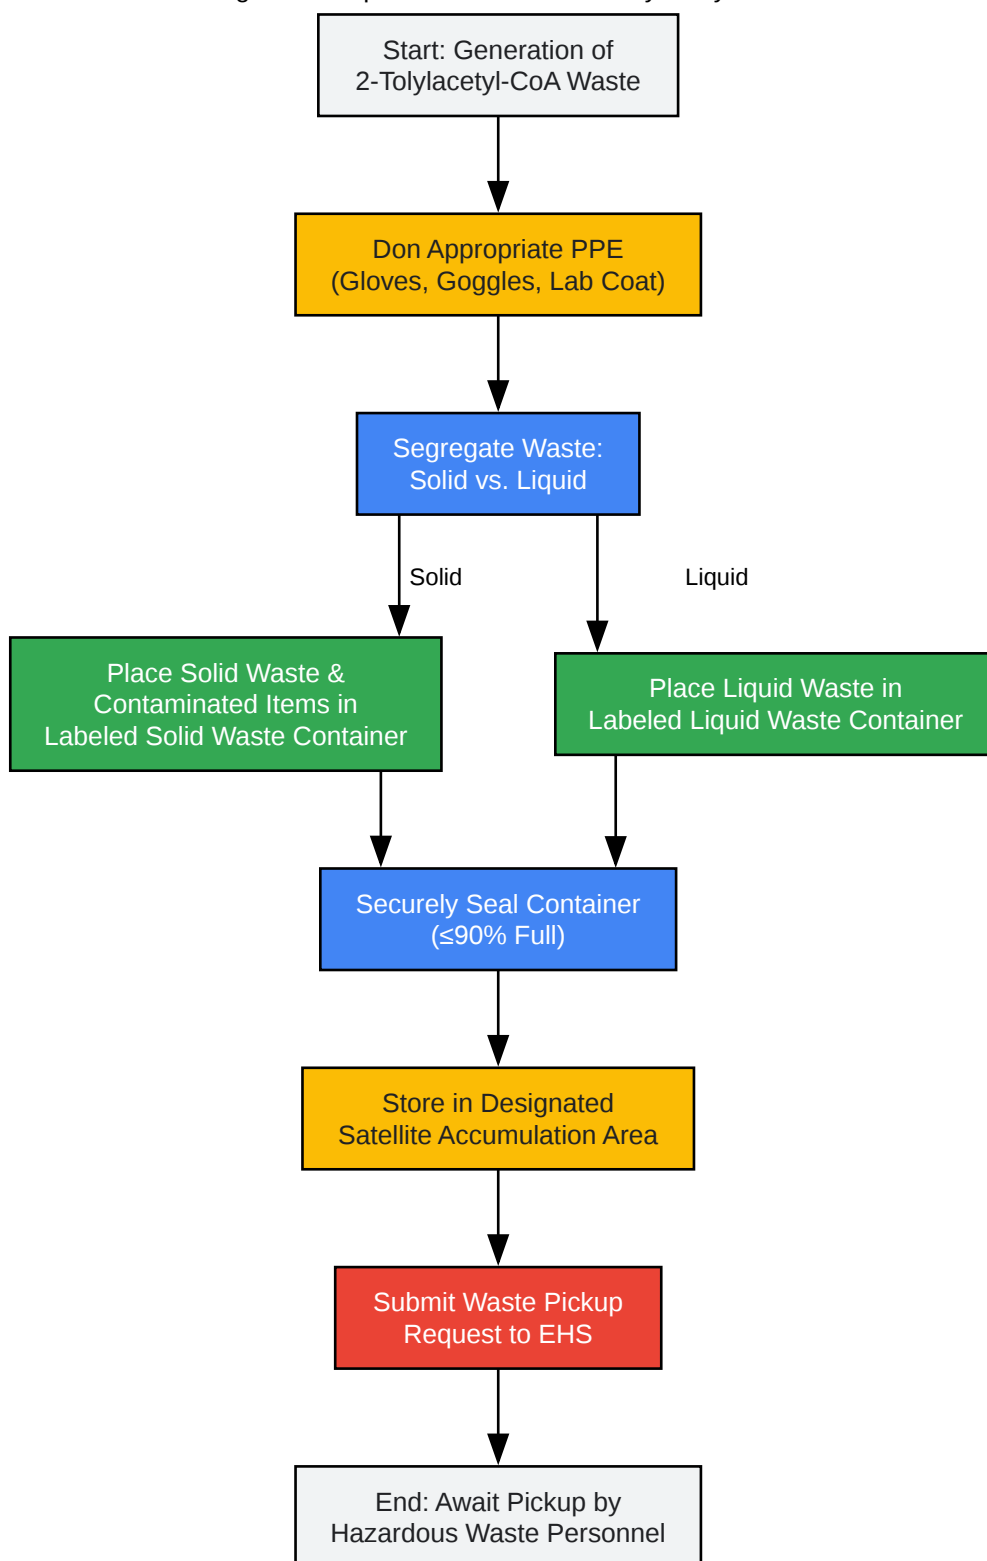 Start: Generation of
2-Tolylacetyl-CoA Waste
Don Appropriate PPE
(Gloves, Goggles, Lab Coat)
Segregate Waste:
Solid vs. Liquid
Solid
Liquid
Place Solid Waste &
Contaminated Items in
Labeled Solid Waste Container
Place Liquid Waste in
Labeled Liquid Waste Container
Securely Seal Container
(≤90% Full)
Store in Designated
Satellite Accumulation Area
Submit Waste Pickup
Request to EHS
End: Await Pickup by
Hazardous Waste Personnel